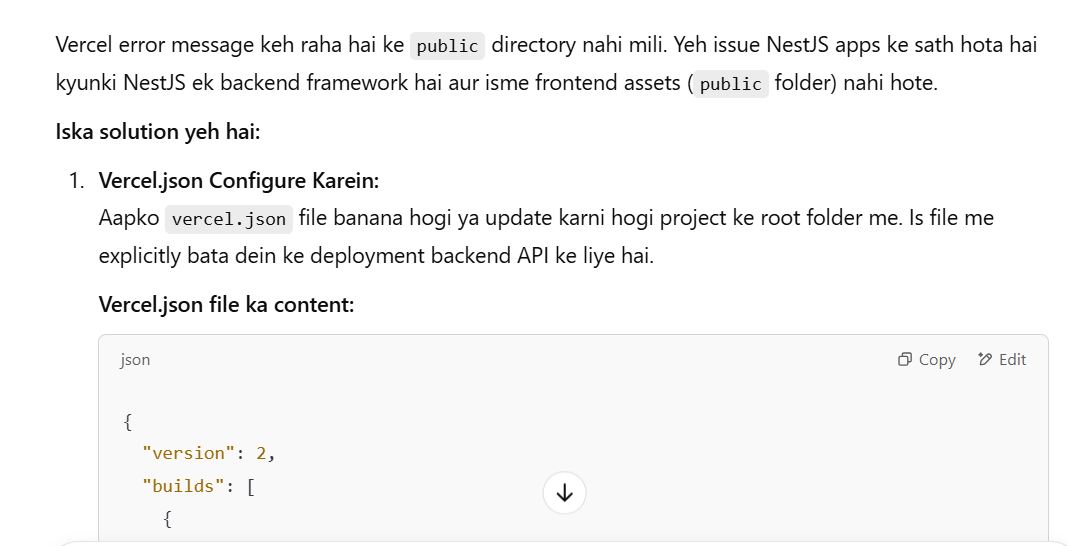 Vercel error message keh raha hai ke public directory nahi mili. Yeh issue NestJS apps ke sath hota hai
kyunki NestJS ek backend framework hai aur isme frontend assets (public folder) nahi hote.
Iska solution yeh hai:
1. Vercel.json Configure Karein:
Aapko vercel.json file banana hogi ya update karni hogi project ke root folder me. Is file me
explicitly bata dein ke deployment backend API ke liye hai.
Vercel.json file ka content:
json Copy Edit
{
"version": 2,
"builds": [
{